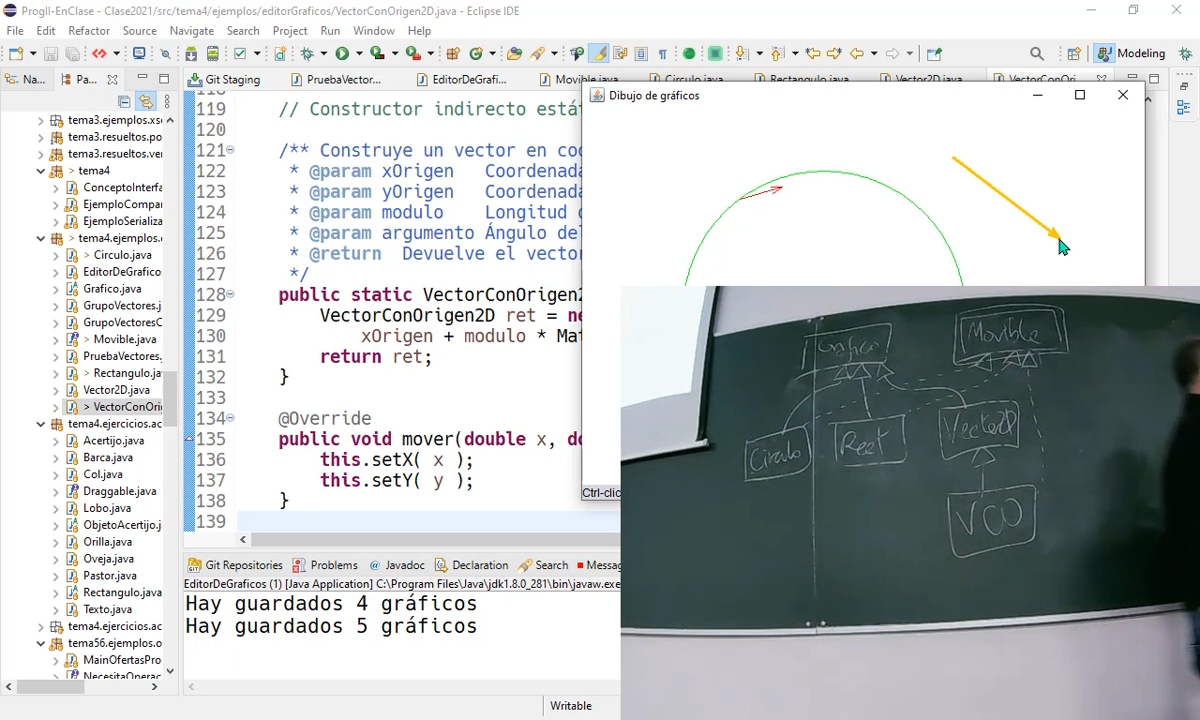 ProgII-EnClase - Clase2021/src/tema4/ejemplos/editorGraficos/VectorConOrigen2D.java - Eclipse IDE
File Edit Refactor Source Navigate Search Project Run Window Help
Modeling
Na... Pa...
Git Staging PruebaVector... EditorDeGrafi... Movible.java Circulo.java Rectangulo.java Vector2D.java VectorConOri...
tema3.ejemplos.xs
tema3.resueltos.po
tema3.resueltos.ver
> tema4
ConceptoInterfa
EjemploCompar
EjemploSerializa
> tema4.ejemplos.
> Circulo.java
EditorDeGrafico
Grafico.java
GrupoVectores.j
GrupoVectoresC
> Movible.java
PruebaVectores.
> Rectangulo.ja
Vector2D.java
> VectorConOri
tema4.ejercicios.ac
Acertijo.java
Barca.java
Col.java
Draggable.java
Lobo.java
ObjetoAcertijo.j
Orilla.java
Oveja.java
Pastor.java
Rectangulo.java
Texto.java
tema4.ejercicios.ac
tema56.ejemplos.o
MainOfertasPro
NecesitaOperac
118
119 // Constructor indirecto está
120
121 /** Construye un vector en coo
122 * @param xOrigen Coordenada
123 * @param yOrigen Coordenada
124 * @param modulo Longitud
125 * @param argumento Ángulo de
126 * @return Devuelve el vector
127 */
128 public static VectorConOrigen2
129 VectorConOrigen2D ret = ne
130 xOrigen + modulo * Mat
131 return ret;
132 }
133
134 @Override
135 public void mover(double x, do
136 this.setX( x );
137 this.setY( y );
138 }
139
Dibujo de gráficos
Ctrl-clic
Git Repositories Problems Javadoc Declaration Search Messa
EditorDeGraficos (1) [Java Application] C:\Program Files\Java\jdk1.8.0_281\bin\javaw.exe
Hay guardados 4 gráficos
Hay guardados 5 gráficos
Writable
Grafico Movible
Circulo Rect Vector2D
VCO